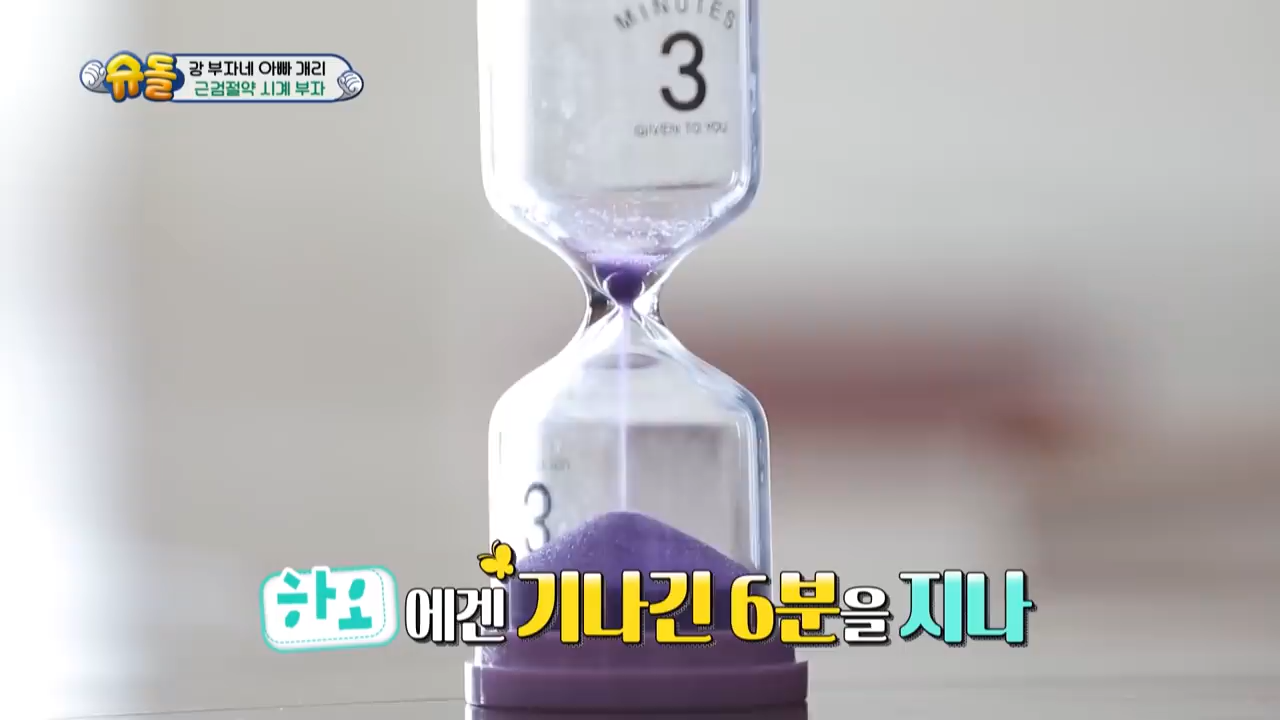 슈돌
강 부자네 아빠 개리
근검절약 시계 부자
MINUTES
3
GIVEN TO YOU
3
하오에겐 기나긴 6분을 지나